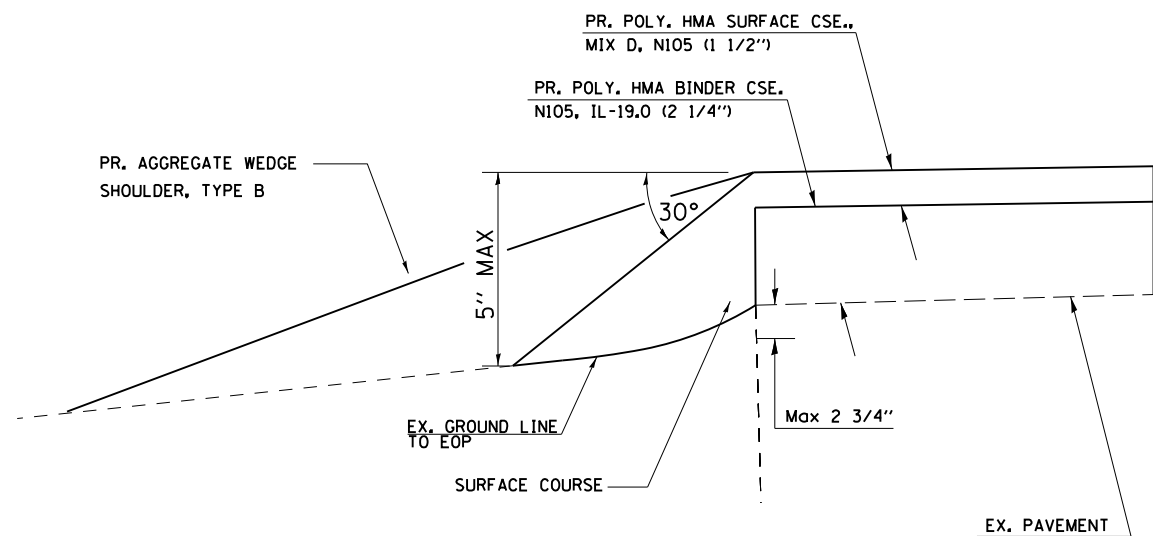 PR. POLY. HMA SURFACE CSE.,
MIX D, N105 (1 1/2")
PR. POLY. HMA BINDER CSE.
N105, IL-19.0 (2 1/4")
PR. AGGREGATE WEDGE
SHOULDER, TYPE B
30°
5" MAX
Max 2 3/4"
EX. GROUND LINE
TO EOP
SURFACE COURSE
EX. PAVEMENT